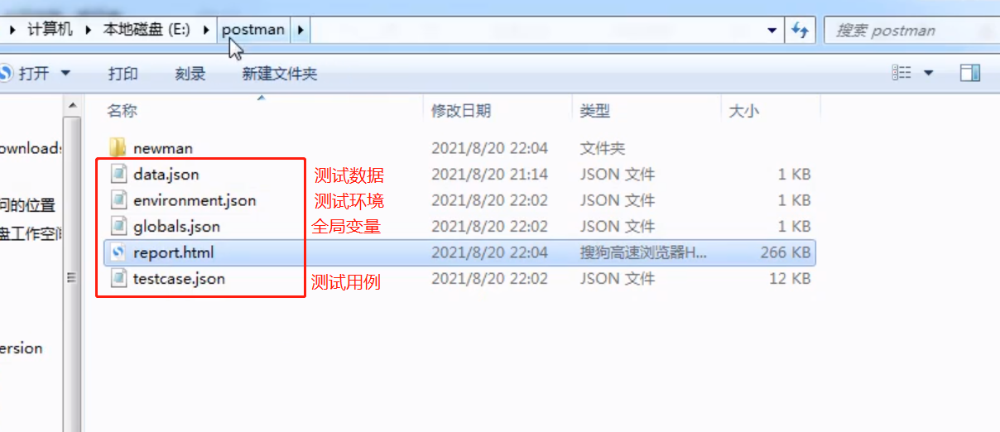 计算机 本地磁盘 (E:) postman 搜索 postman
打开 打印 刻录 新建文件夹
名称 修改日期 类型 大小
ownloads
问的位置
盘工作空间
ersion
newman 2021/8/20 22:04 文件夹
data.json 测试数据 2021/8/20 21:14 JSON 文件 1 KB
environment.json 测试环境 2021/8/20 22:02 JSON 文件 1 KB
globals.json 全局变量 2021/8/20 22:02 JSON 文件 1 KB
report.html 2021/8/20 22:04 搜狗高速浏览器H... 266 KB
testcase.json 测试用例 2021/8/20 22:02 JSON 文件 12 KB